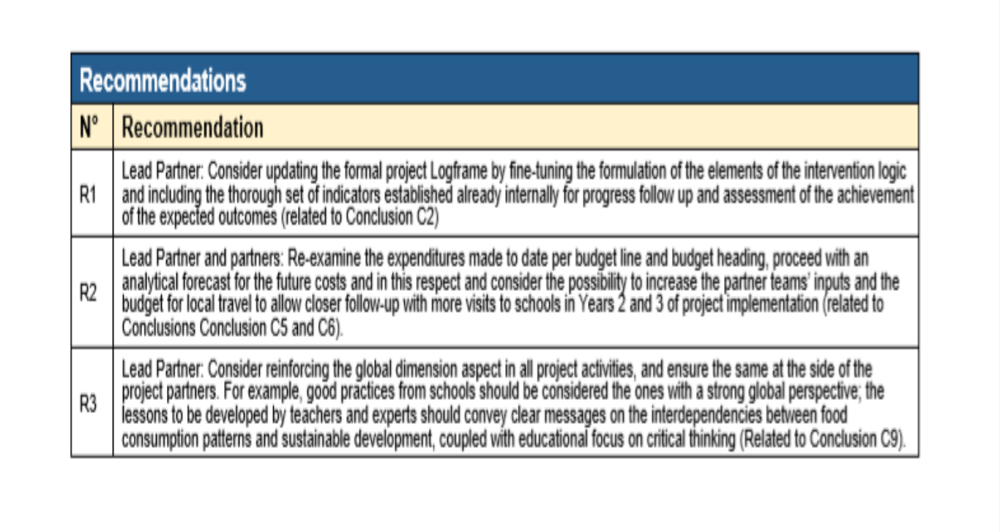 Recommendations
N° Recommendation
Lead Partner: Consider updating the formal project Logframe by fine-tuning the formulation of the elements of the intervention logic
R1 and including the thorough set of indicators established already internally for progress follow up and assessment of the achievement
of the expected outcomes (related to Conclusion C2)
Lead Partner and partners: Re-examine the expenditures made to date per budget line and budget heading, proceed with an
analytical forecast for the future costs and in this respect and consider the possibility to increase the partner teams' inputs and the
R2 budget for local travel to allow closer follow-up with more visits to schools in Years 2 and 3 of project implementation (related to
Conclusions Conclusion C5 and C6).
Lead Partner: Consider reinforcing the global dimension aspect in all project activities, and ensure the same at the side of the
project partners. For example, good practices from schools should be considered the ones with a strong global perspective; the
R3 lessons to be developed by teachers and experts should convey clear messages on the interdependencies between food
consumption patterns and sustainable development, coupled with educational focus on critical thinking (Related to Conclusion C9).